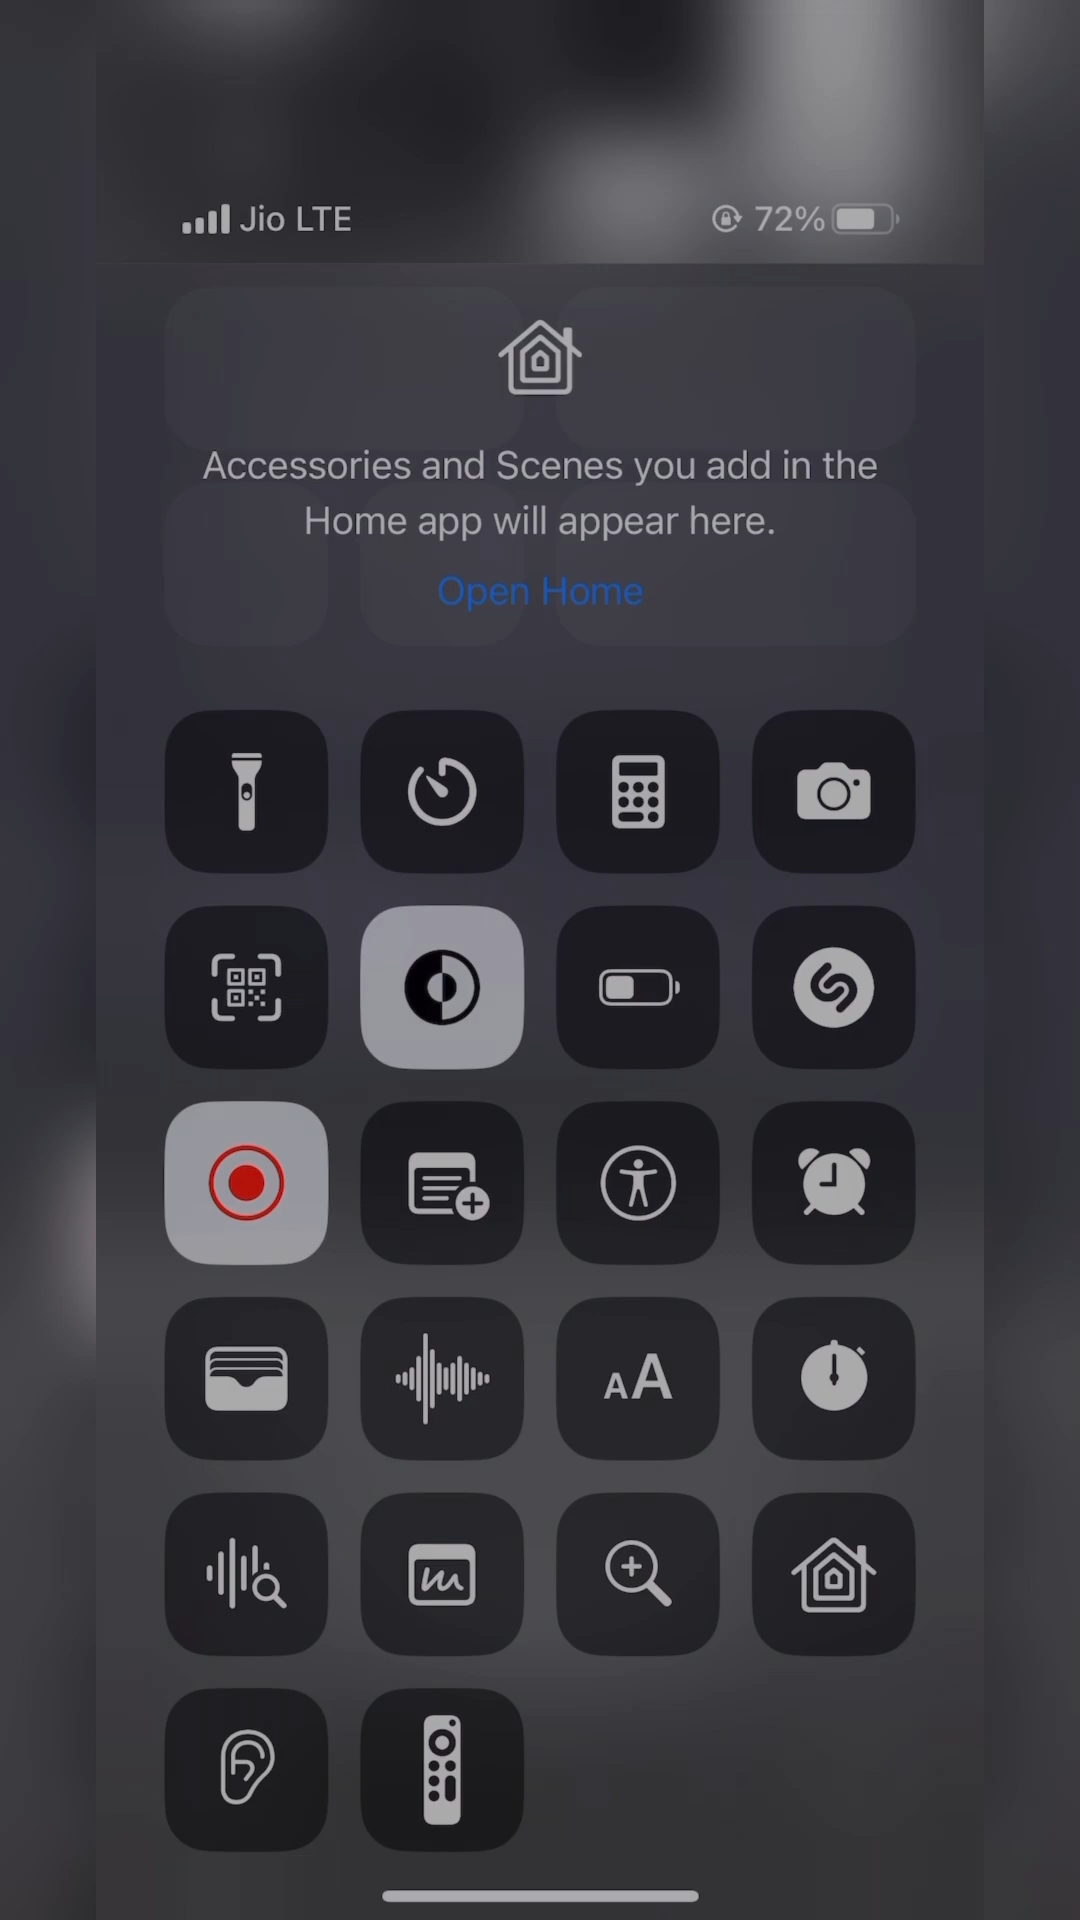 Jio LTE
72%
Accessories and Scenes you add in the
Home app will appear here.
Open Home
AA